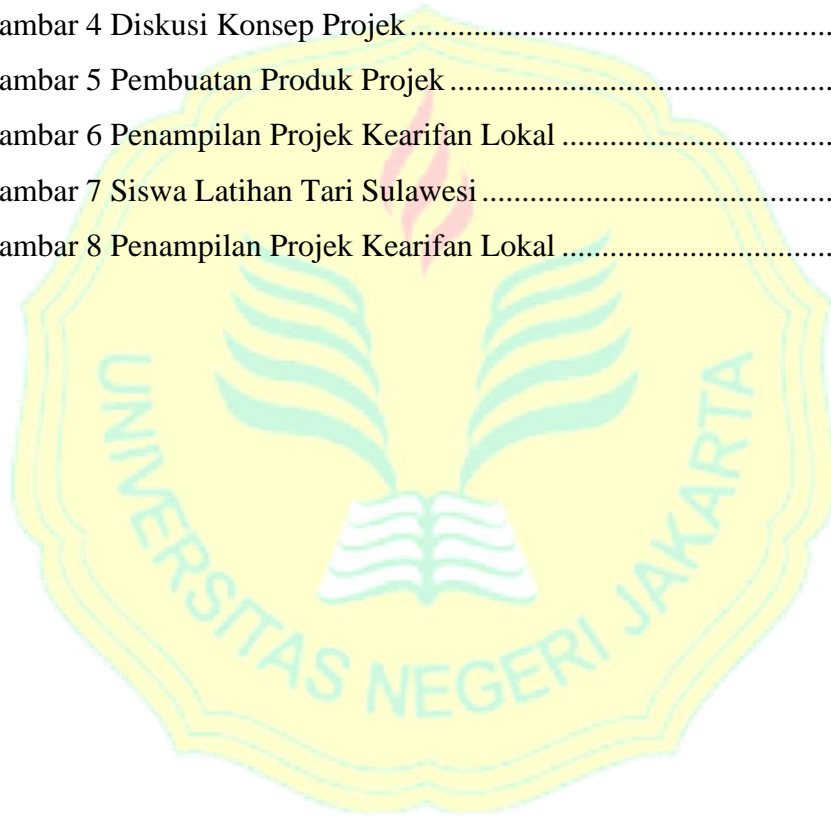 ambar 4 Diskusi Konsep Projek.......................................................
ambar 5 Pembuatan Produk Projek..................................................
ambar 6 Penampilan Projek Kearifan Lokal...................................
ambar 7 Siswa Latihan Tari Sulawesi.............................................
ambar 8 Penampilan Projek Kearifan Lokal...................................
UNIVERSITAS NEGERI JAKARTA